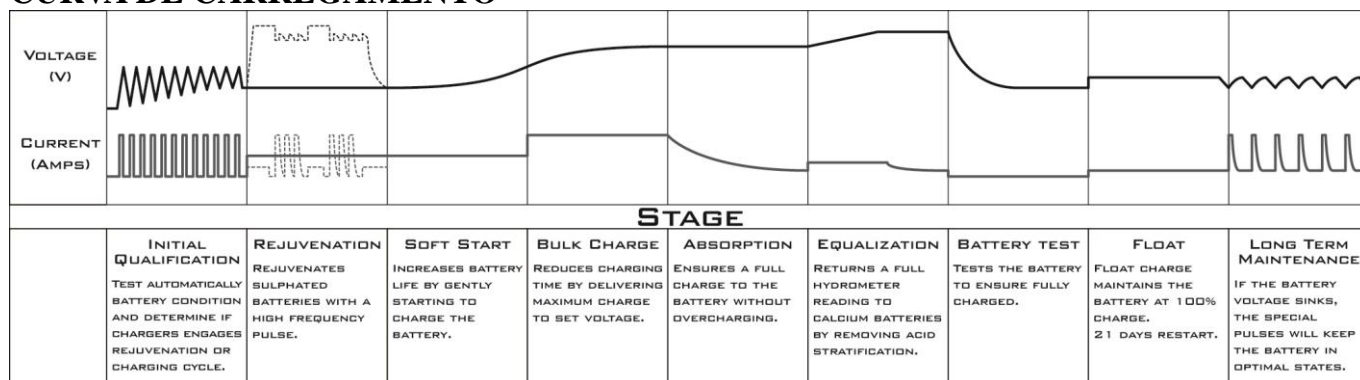 CURVA DE CARREGAMENTO
VOLTAGE
(V)
CURRENT
(AMPS)
STAGE
INITIAL
QUALIFICATION
TEST AUTOMATICALLY
BATTERY CONDITION
AND DETERMINE IF
CHARGERS ENGAGES
REJUVENATION OR
CHARGING CYCLE.
REJUVENATION
REJUVENATES
SULPHATED
BATTERIES WITH A
HIGH FREQUENCY
PULSE.
SOFT START
INCREASES BATTERY
LIFE BY GENTLY
STARTING TO
CHARGE THE
BATTERY.
BULK CHARGE
REDUCES CHARGING
TIME BY DELIVERING
MAXIMUM CHARGE
TO SET VOLTAGE.
ABSORPTION
ENSURES A FULL
CHARGE TO THE
BATTERY WITHOUT
OVERCHARGING.
EQUALIZATION
RETURNS A FULL
HYDROMETER
READING TO
CALCIUM BATTERIES
BY REMOVING ACID
STRATIFICATION.
BATTERY TEST
TESTS THE BATTERY
TO ENSURE FULLY
CHARGED.
FLOAT
FLOAT CHARGE
MAINTAINS THE
BATTERY AT 100%
CHARGE.
21 DAYS RESTART.
LONG TERM
MAINTENANCE
IF THE BATTERY
VOLTAGE SINKS,
THE SPECIAL
PULSES WILL KEEP
THE BATTERY IN
OPTIMAL STATES.